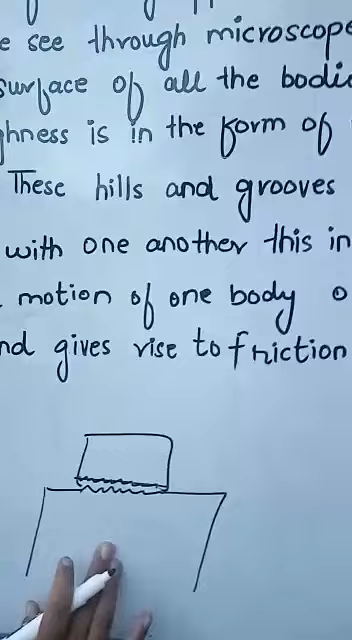 e see through microscope
surface of all the bodi
ghness is in the form of
These hills and grooves
with one another this in
motion of one body o
nd gives rise to friction